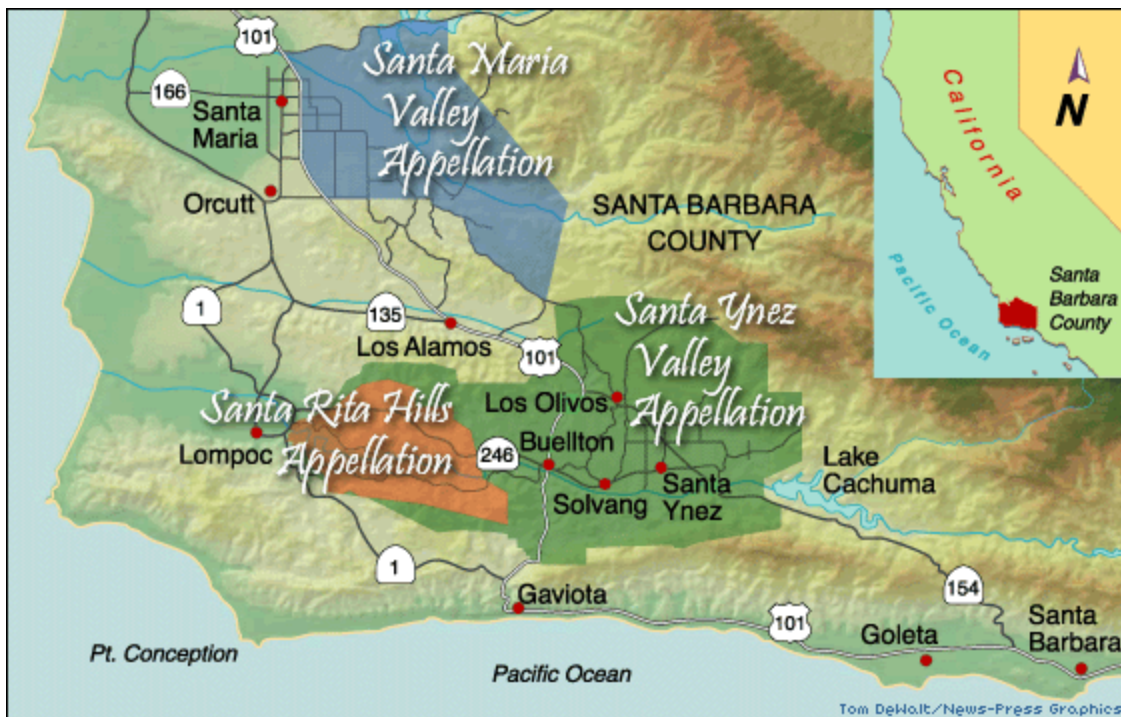 101
166
Santa
Maria
Santa Maria
Valley
Appellation
Orcutt
SANTA BARBARA
COUNTY
N
California
Pacific Ocean
Santa
Barbara
County
1
135
Los Alamos
101
Santa Ynez
Valley
Appellation
Los Olivos
Santa Rita Hills
Appellation
Lompoc
246
Buellton
Solvang
Santa
Ynez
Lake
Cachuma
1
Gaviota
154
101
Goleta
Santa
Barbara
Pt. Conception
Pacific Ocean
Tom DeWalt/News-Press Graphics